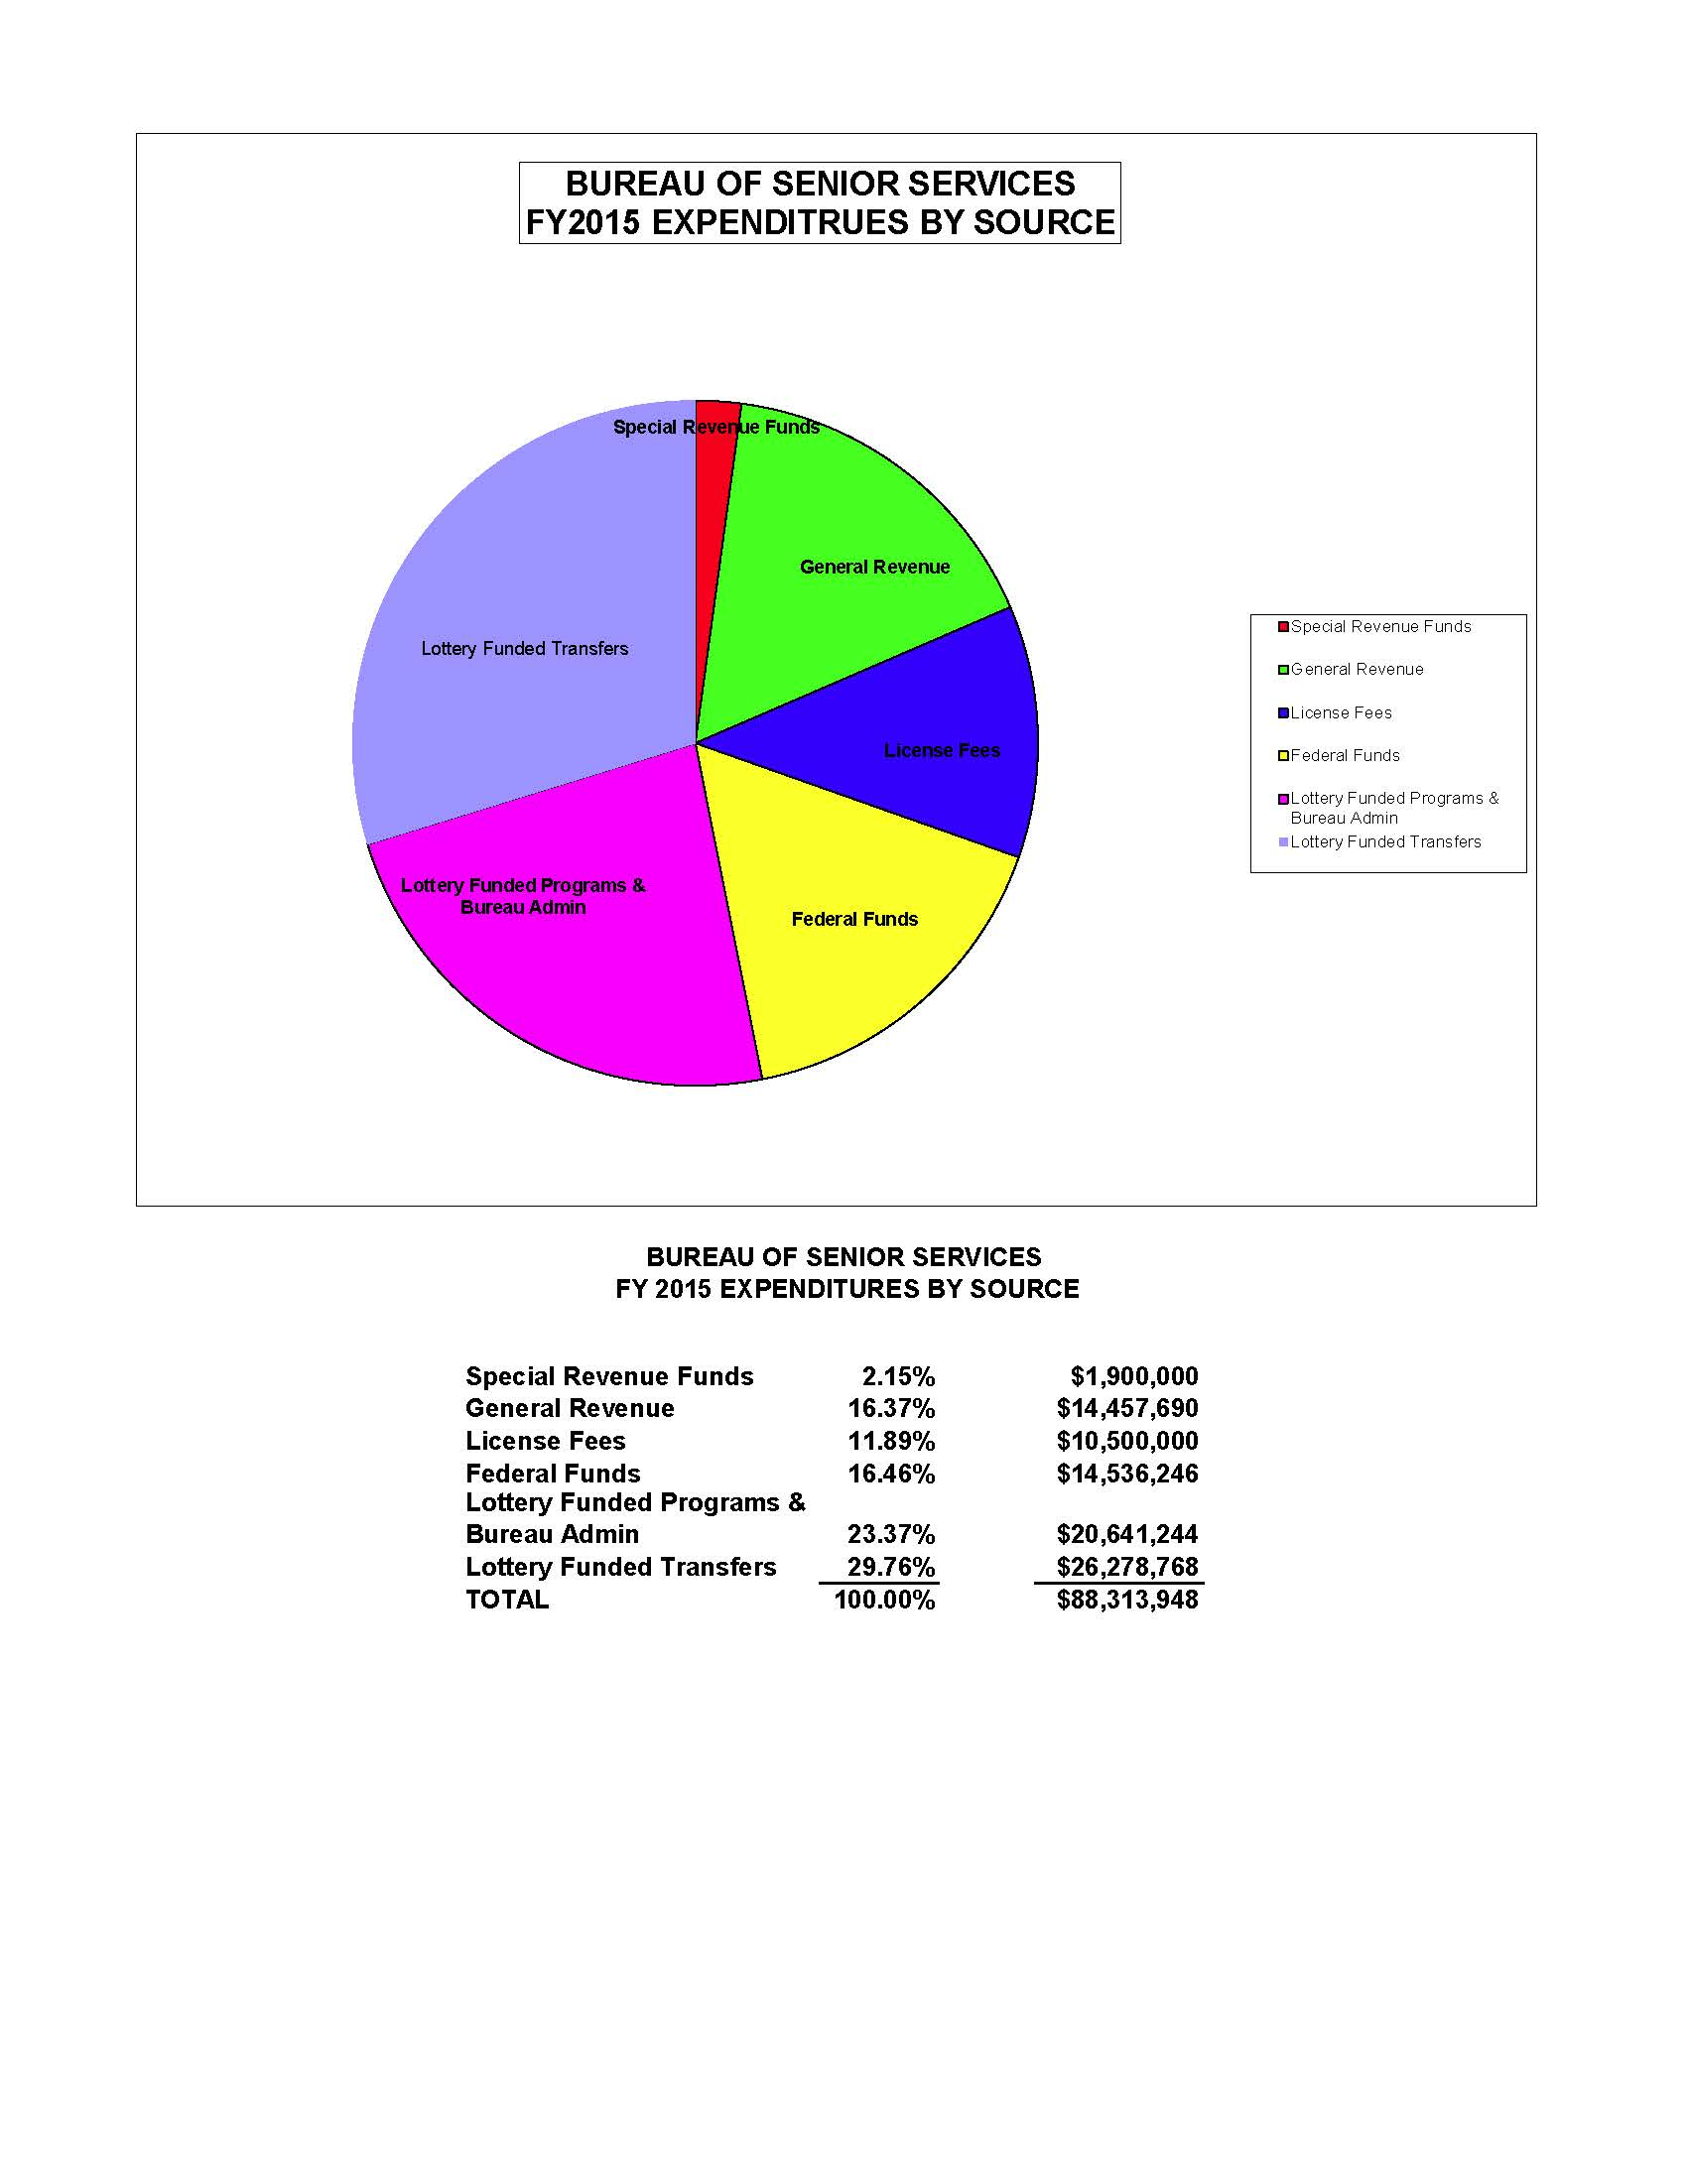 BUREAU OF SENIOR SERVICES
FY2015 EXPENDITRUES BY SOURCE
Special Revenue Funds
General Revenue
Lottery Funded Transfers
License Fees
Lottery Funded Programs &
Bureau Admin
Federal Funds
Special Revenue Funds
General Revenue
License Fees
Federal Funds
Lottery Funded Programs &
Bureau Admin
Lottery Funded Transfers
BUREAU OF SENIOR SERVICES
FY 2015 EXPENDITURES BY SOURCE
Special Revenue Funds 2.15% $1,900,000
General Revenue 16.37% $14,457,690
License Fees 11.89% $10,500,000
Federal Funds 16.46% $14,536,246
Lottery Funded Programs &
Bureau Admin 23.37% $20,641,244
Lottery Funded Transfers 29.76% $26,278,768
TOTAL 100.00% $88,313,948